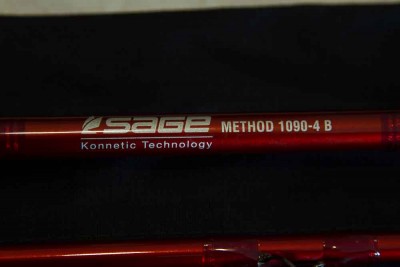 Sage METHOD 1090-4 B
Konnetic Technology